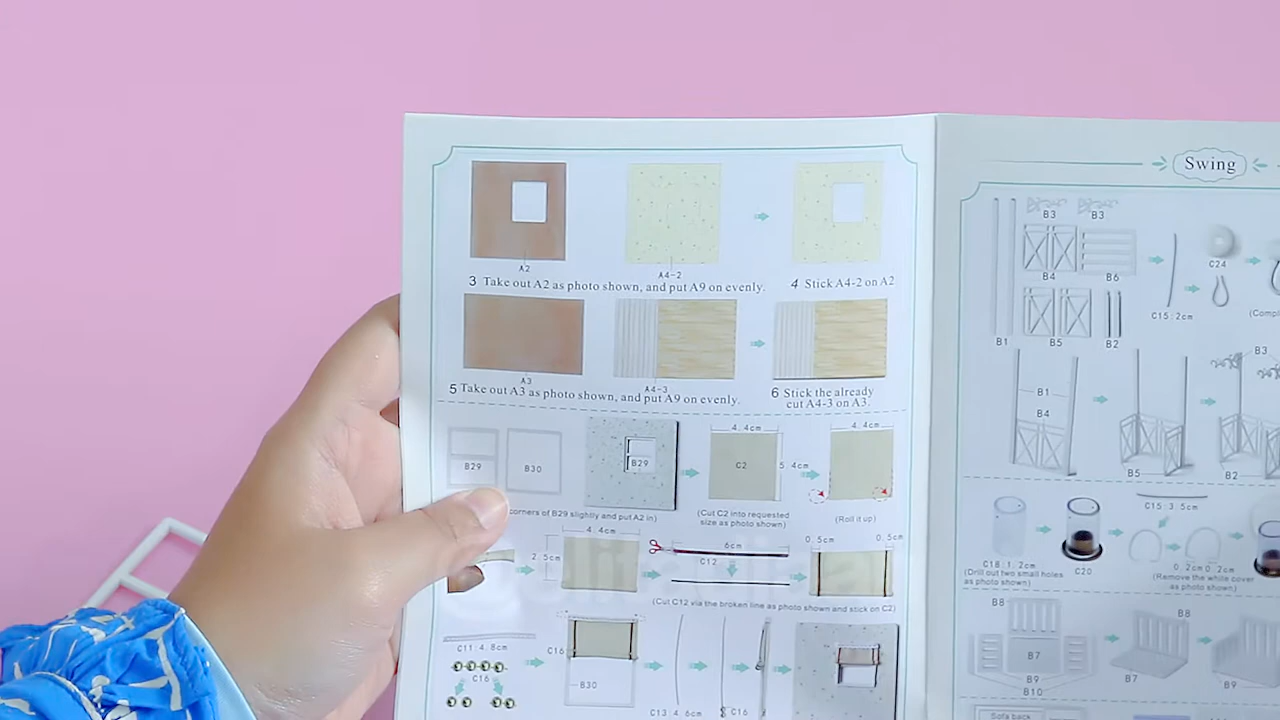 A2
A4-2
3 Take out A2 as photo shown, and put A9 on evenly.
4 Stick A4-2 on A2
A3
A4-3
5 Take out A3 as photo shown, and put A9 on evenly.
6 Stick the already
cut A4-3 on A3.
B29
B30
B29
4.4cm
C2
5.4cm
4.4cm
corners of B29 slightly and put A2 in)
(Cut C2 into requested
size as photo shown)
(Roll it up)
4.4cm
2.5cm
6cm
C12
0.5cm
0.5cm
(Cut C12 via the broken line as photo shown and stick on C2)
C11: 4.8cm
C16
C16
B30
C13: 4.6cm
C16
Swing
B3
B3
B4
B6
B1
B5
B2
C15: 2cm
C24
(Compl
B1
B4
B5
B3
B2
C18: 1.2cm
(Drill out two small holes
as photo shown)
C20
C15: 3.5cm
0.2cm 0.2cm
(Remove the white cover
as photo shown)
B8
B7
B9
B10
B8
B7
B9
Sofa back